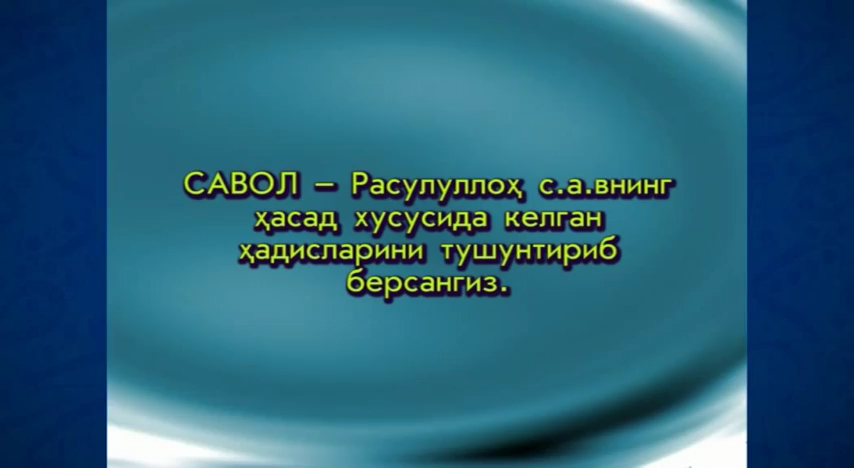 САВОЛ – Расулуллоҳ с.а.внинг
ҳасад хусусида келган
ҳадисларини тушунтириб
берсангиз.